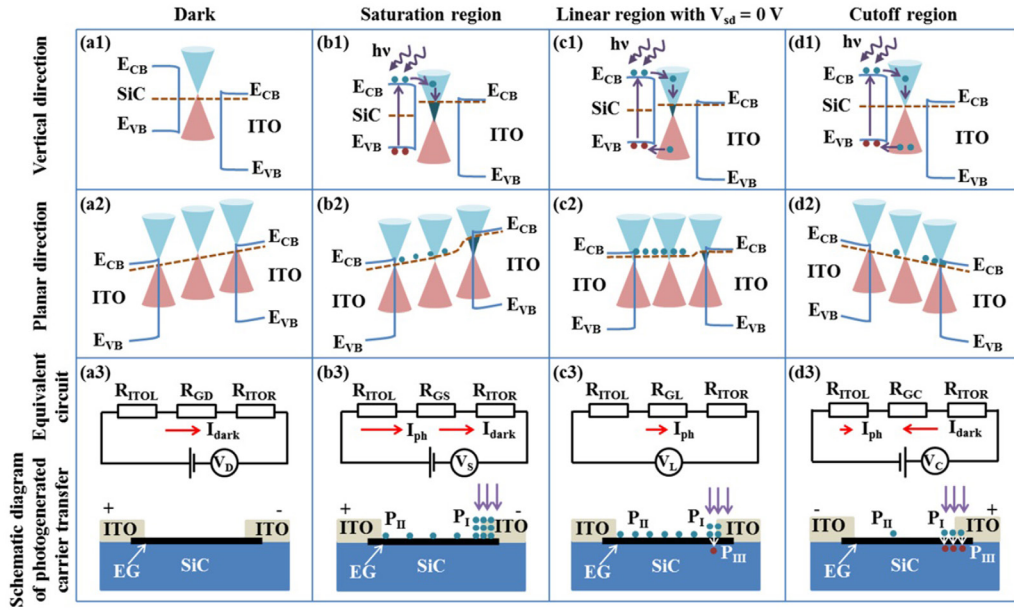 Dark
Saturation region
Linear region with V_sd = 0 V
Cutoff region
Vertical direction
(a1)
E_CB
SiC
E_VB
E_CB
ITO
E_VB
(b1)
hν
E_CB
SiC
E_VB
E_CB
ITO
E_VB
(c1)
hν
E_CB
SiC
E_VB
E_CB
ITO
E_VB
(d1)
hν
E_CB
SiC
E_VB
E_CB
ITO
E_VB
Planar direction
(a2)
E_CB
E_CB
ITO
ITO
E_VB
E_VB
(b2)
E_CB
E_CB
ITO
ITO
E_VB
E_VB
(c2)
E_CB
E_CB
ITO
ITO
E_VB
E_VB
(d2)
E_CB
E_CB
ITO
ITO
E_VB
E_VB
Equivalent circuit
(a3)
R_ITOL R_GD R_ITOR
I_dark
V_D
(b3)
R_ITOL R_GS R_ITOR
I_ph I_dark
V_S
(c3)
R_ITOL R_GL R_ITOR
I_ph
V_L
(d3)
R_ITOL R_GC R_ITOR
I_ph I_dark
V_C
Schematic diagram
of photogenerated
carrier transfer
+ -
ITO ITO
EG SiC
+ -
ITO P_II P_I ITO
EG SiC
ITO P_II P_I ITO
P_III
EG SiC
- +
ITO P_II P_I ITO
P_III
EG SiC